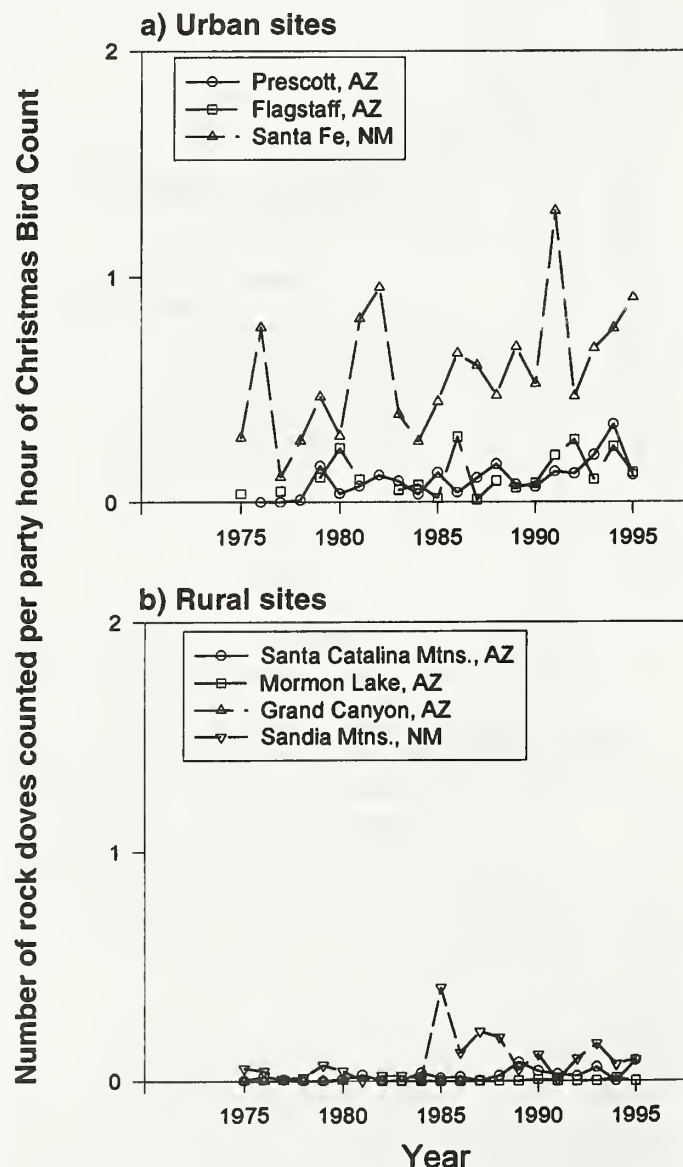 Number of rock doves counted per party hour of Christmas Bird Count
a) Urban sites
2
1
0
Prescott, AZ
Flagstaff, AZ
Santa Fe, NM
1975 1980 1985 1990 1995
b) Rural sites
2
1
0
Santa Catalina Mtns., AZ
Mormon Lake, AZ
Grand Canyon, AZ
Sandia Mtns., NM
1975 1980 1985 1990 1995
Year